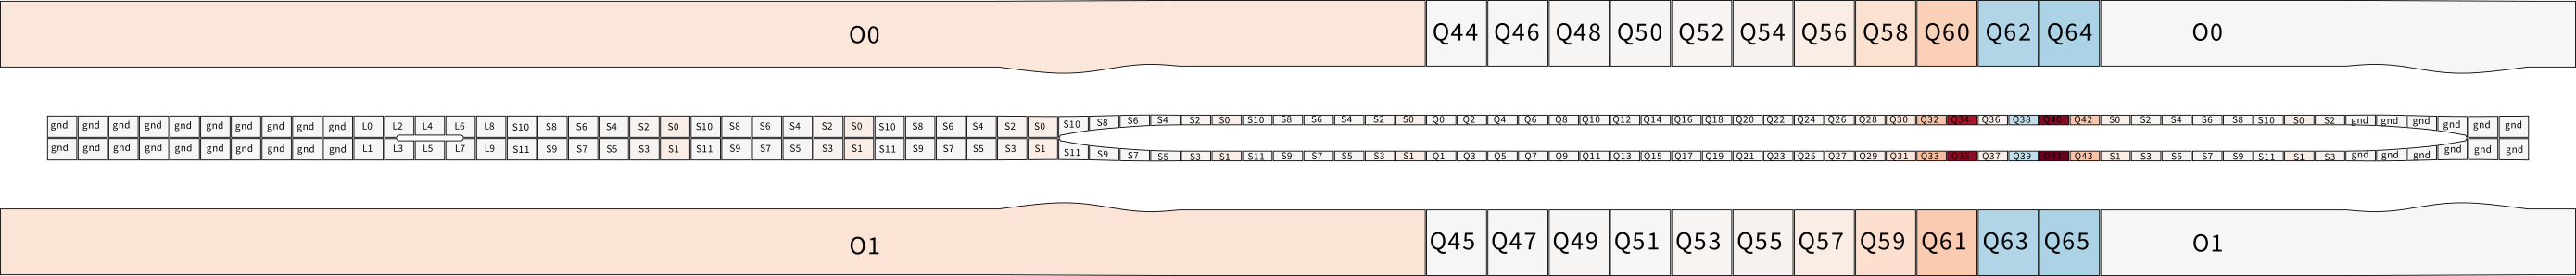 O0 Q44 Q46 Q48 Q50 Q52 Q54 Q56 Q58 Q60 Q62 Q64 O0
gnd gnd gnd gnd gnd gnd gnd gnd gnd gnd L0 L2 L4 L6 L8 S10 S8 S6 S4 S2 S0 S10 S8 S6 S4 S2 S0 S10 S8 S6 S4 S2 S0 S10 S8 S6 S4 S2 S0 S10 S8 S6 S4 S2 S0 Q0 Q2 Q4 Q6 Q8 Q10 Q12 Q14 Q16 Q18 Q20 Q22 Q24 Q26 Q28 Q30 Q32 Q34 Q36 Q38 Q40 Q42 S0 S2 S4 S6 S8 S10 S0 S2 gnd gnd gnd gnd gnd gnd
gnd gnd gnd gnd gnd gnd gnd gnd gnd gnd L1 L3 L5 L7 L9 S11 S9 S7 S5 S3 S1 S11 S9 S7 S5 S3 S1 S11 S9 S7 S5 S3 S1 S11 S9 S7 S5 S3 S1 S11 S9 S7 S5 S3 S1 Q1 Q3 Q5 Q7 Q9 Q11 Q13 Q15 Q17 Q19 Q21 Q23 Q25 Q27 Q29 Q31 Q33 Q35 Q37 Q39 Q41 Q43 S1 S3 S5 S7 S9 S11 S1 S3 gnd gnd gnd gnd gnd gnd
O1 Q45 Q47 Q49 Q51 Q53 Q55 Q57 Q59 Q61 Q63 Q65 O1